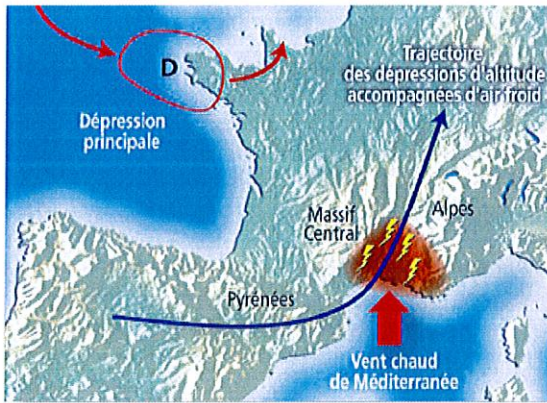 D
Trajectoire
des dépressions d'altitude
accompagnées d'air froid
Dépression
principale
Massif
Central
Alpes
Pyrénées
Vent chaud
de Méditerranée